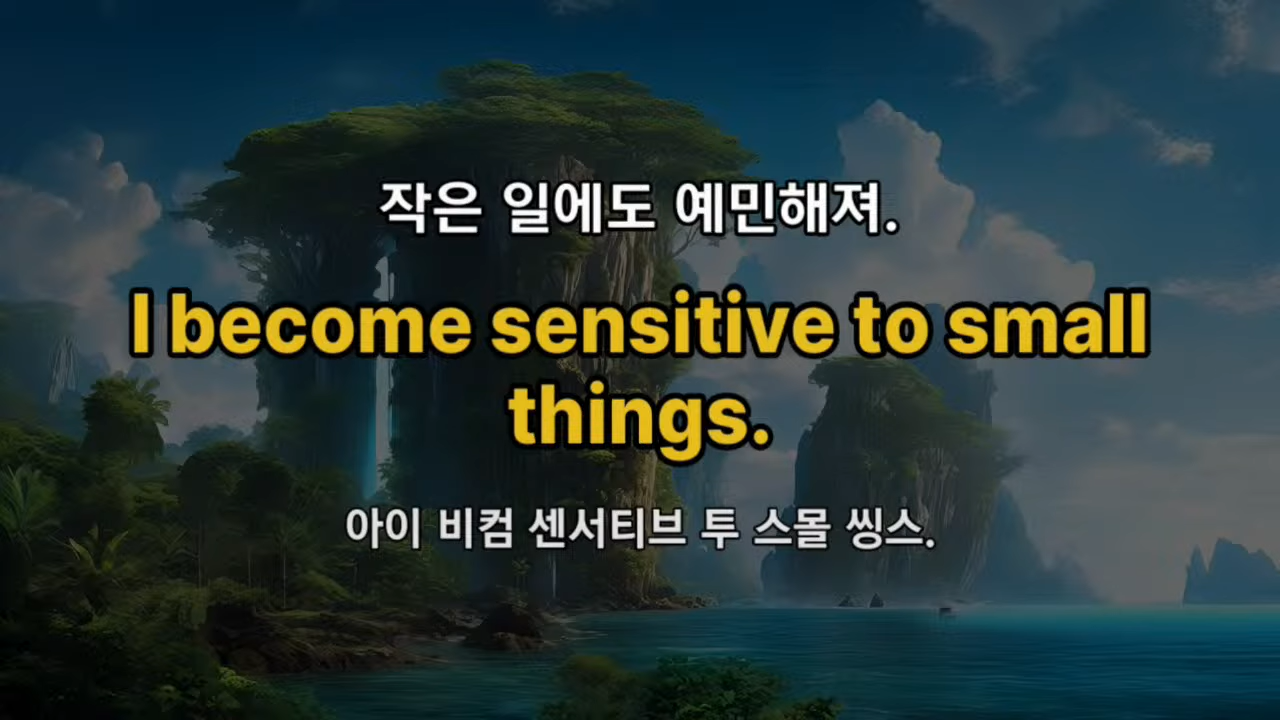 작은 일에도 예민해져.
I become sensitive to small
things.
아이 비컴 센서티브 투 스몰 씽스.